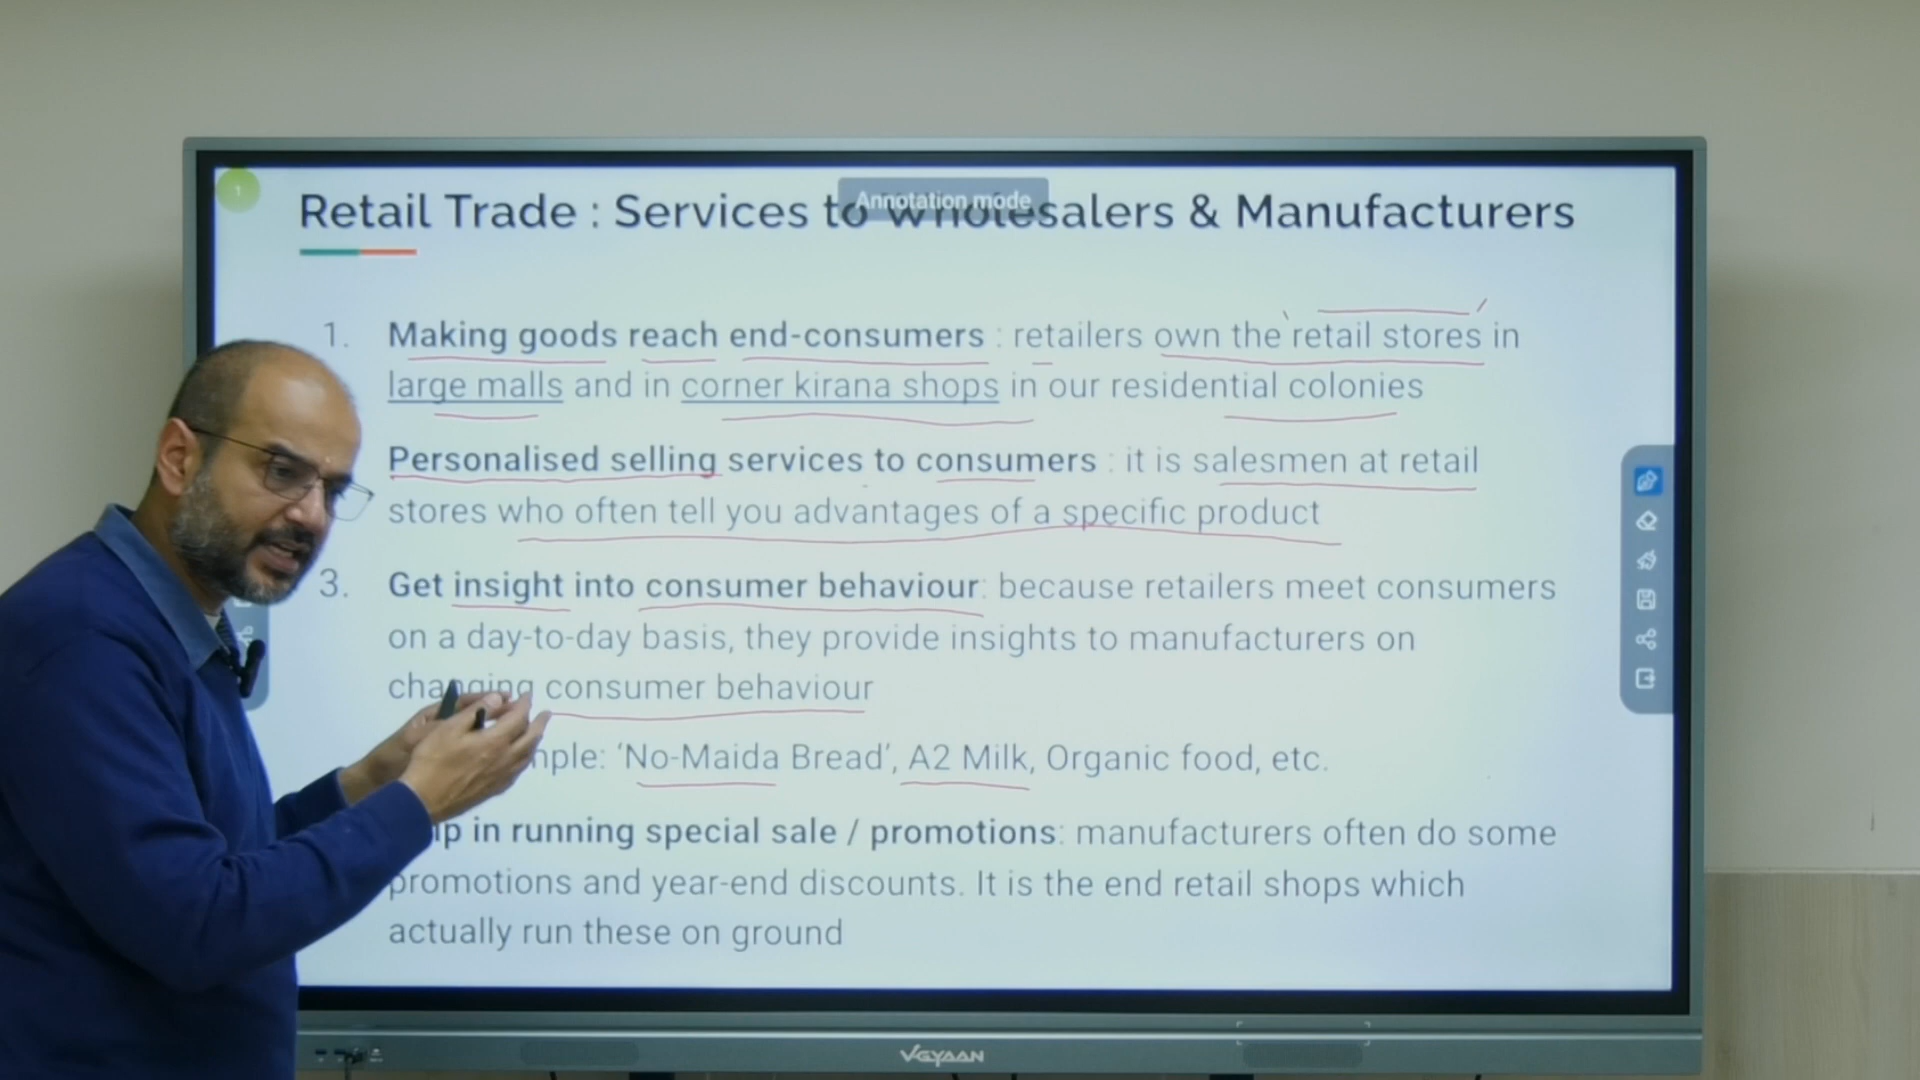 1
Annotation mode
Retail Trade : Services to Wholesalers & Manufacturers
1. Making goods reach end-consumers : retailers own the retail stores in
large malls and in corner kirana shops in our residential colonies
Personalised selling services to consumers : it is salesmen at retail
stores who often tell you advantages of a specific product
3. Get insight into consumer behaviour: because retailers meet consumers
on a day-to-day basis, they provide insights to manufacturers on
changing consumer behaviour
mple: ‘No-Maida Bread’, A2 Milk, Organic food, etc.
lp in running special sale / promotions: manufacturers often do some
promotions and year-end discounts. It is the end retail shops which
actually run these on ground
VGYAAN